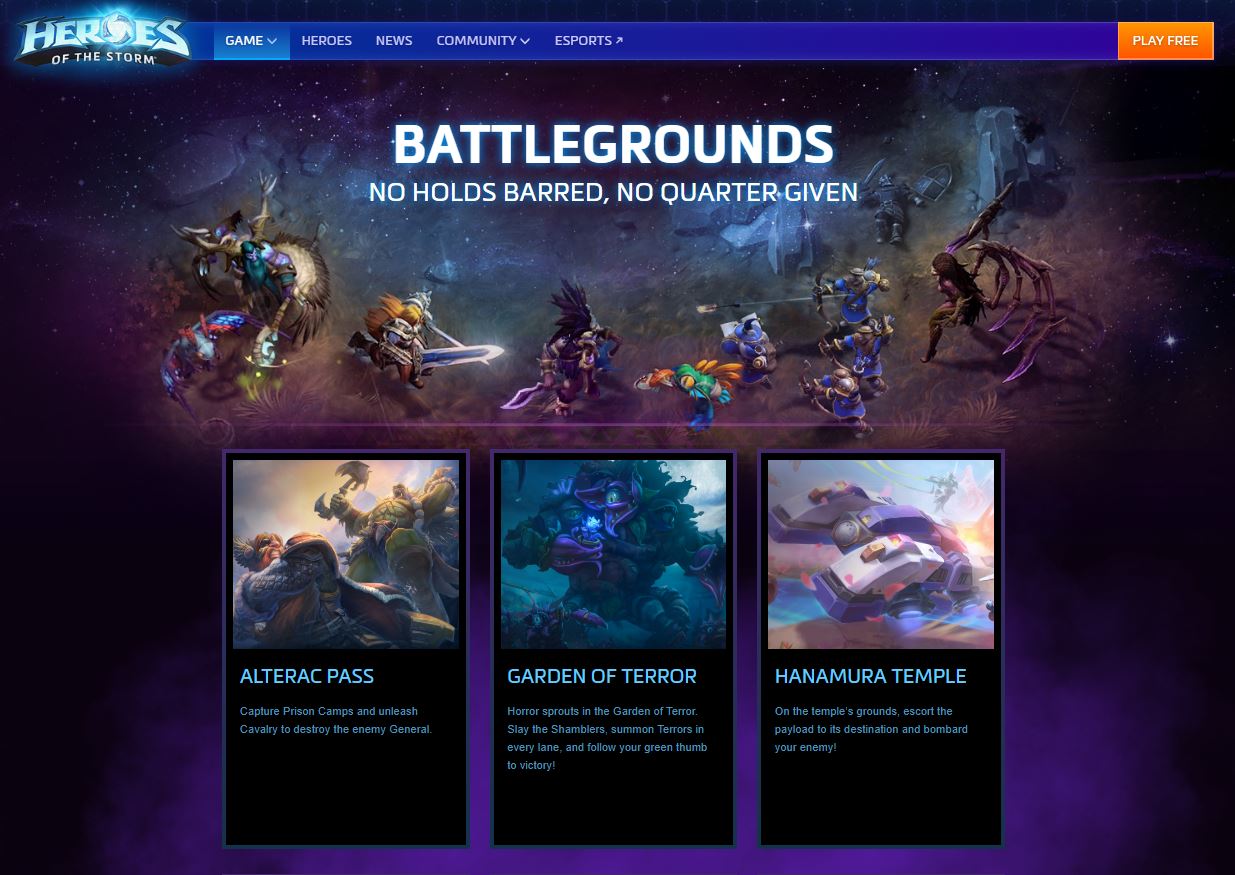 HEROES
OF THE STORM
GAME HEROES NEWS COMMUNITY ESPORTS PLAY FREE
BATTLEGROUNDS
NO HOLDS BARRED, NO QUARTER GIVEN
ALTERAC PASS
Capture Prison Camps and unleash
Cavalry to destroy the enemy General.
GARDEN OF TERROR
Horror sprouts in the Garden of Terror.
Slay the Shamblers, summon Terrors in
every lane, and follow your green thumb
to victory!
HANAMURA TEMPLE
On the temple's grounds, escort the
payload to its destination and bombard
your enemy!